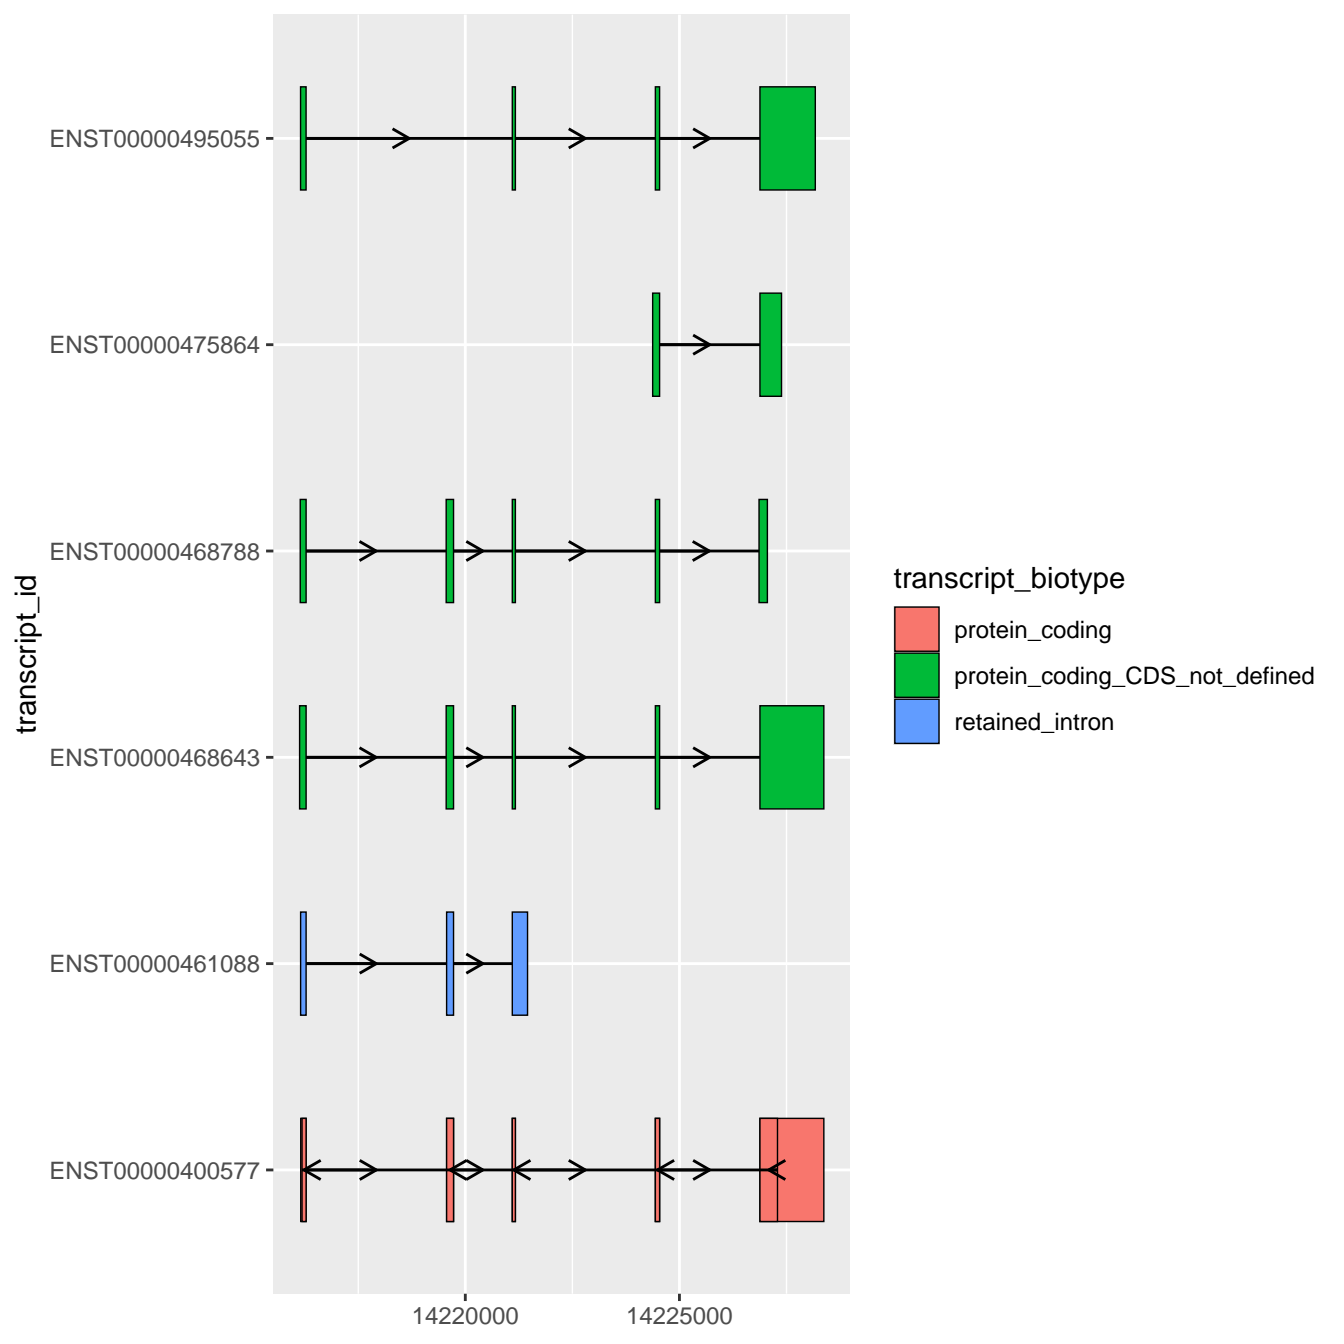 ENST00000495055
ENST00000475864
ENST00000468788
ENST00000468643
ENST00000461088
ENST00000400577
transcript_id
14220000
14225000
transcript_biotype
protein_coding
protein_coding_CDS_not_defined
retained_intron